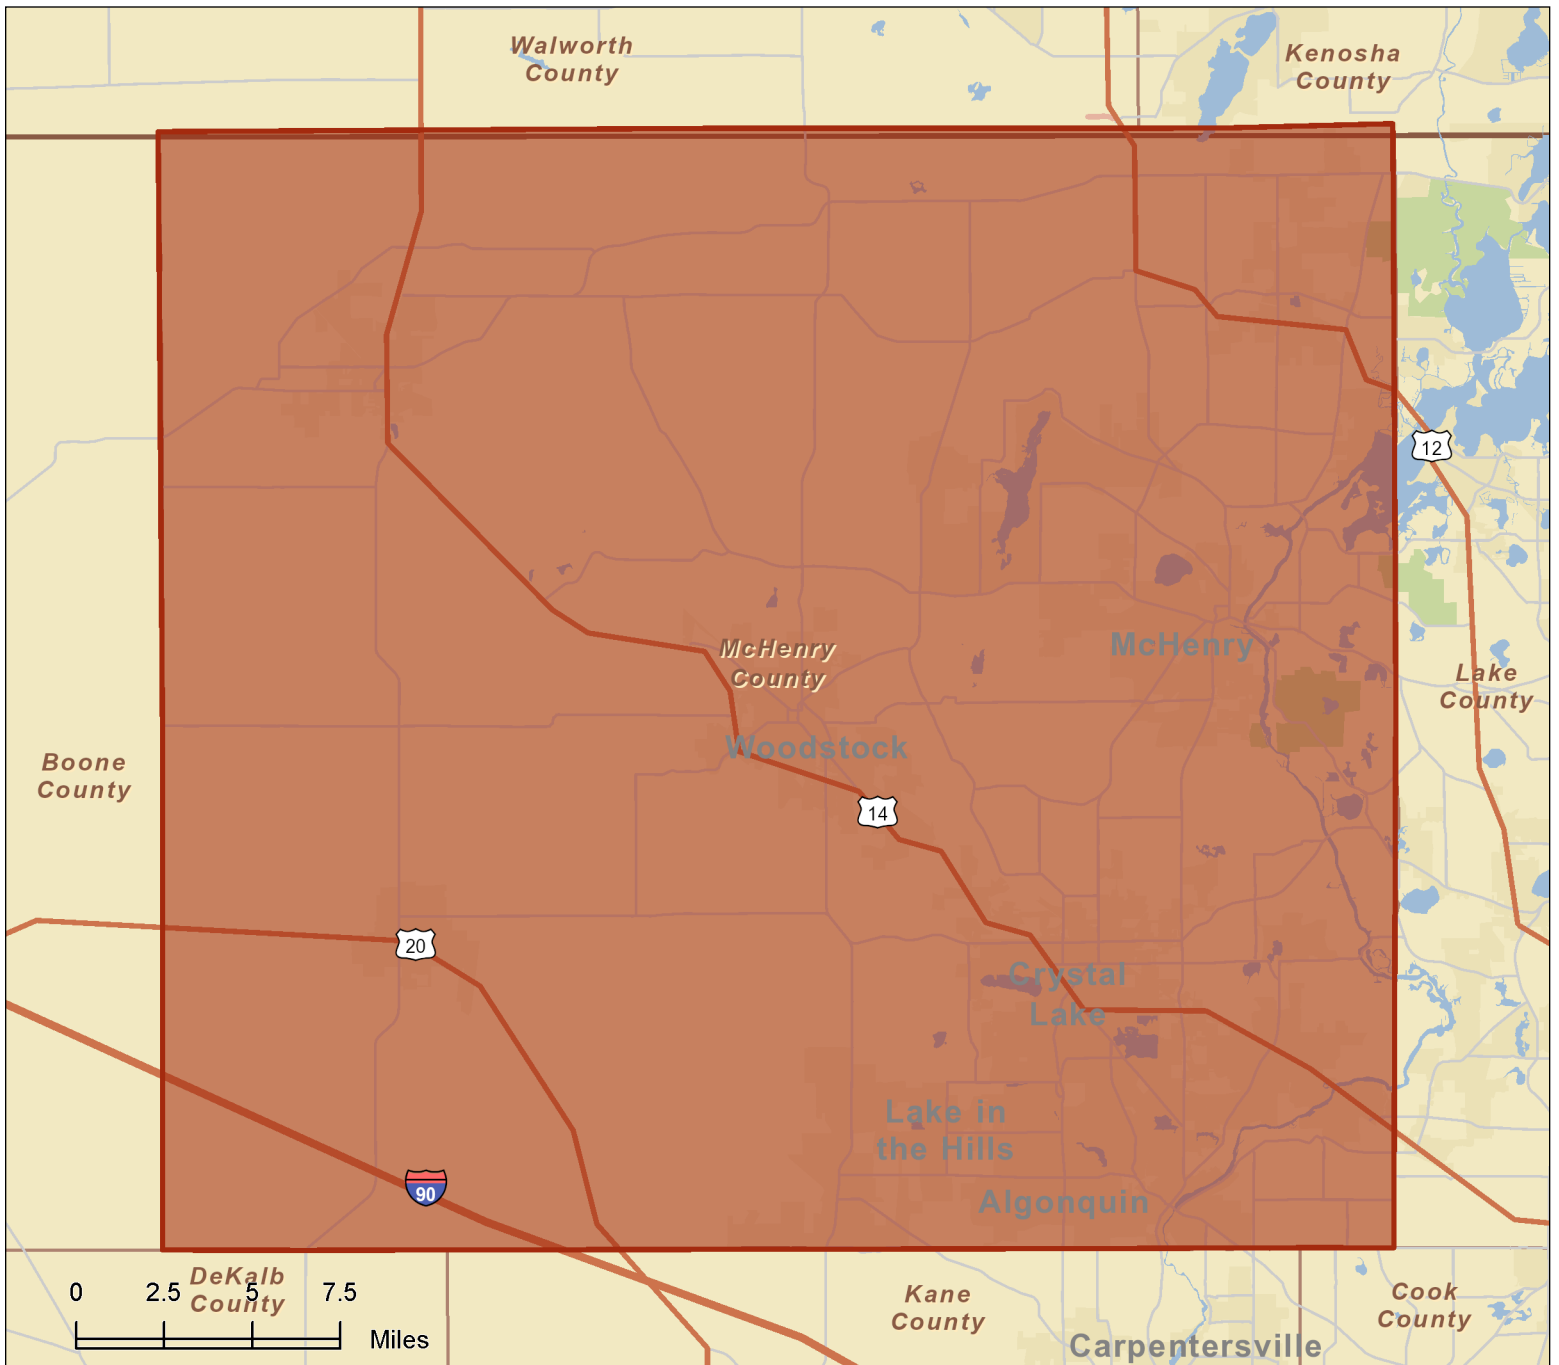 Walworth
County
Kenosha
County
12
McHenry
McHenry
County
Lake
County
Woodstock
Boone
County
14
20
Crystal
Lake
Lake in
the Hills
90
Algonquin
DeKalb
County
0 2.5 5 7.5
Miles
Kane
County
Cook
County
Carpentersville